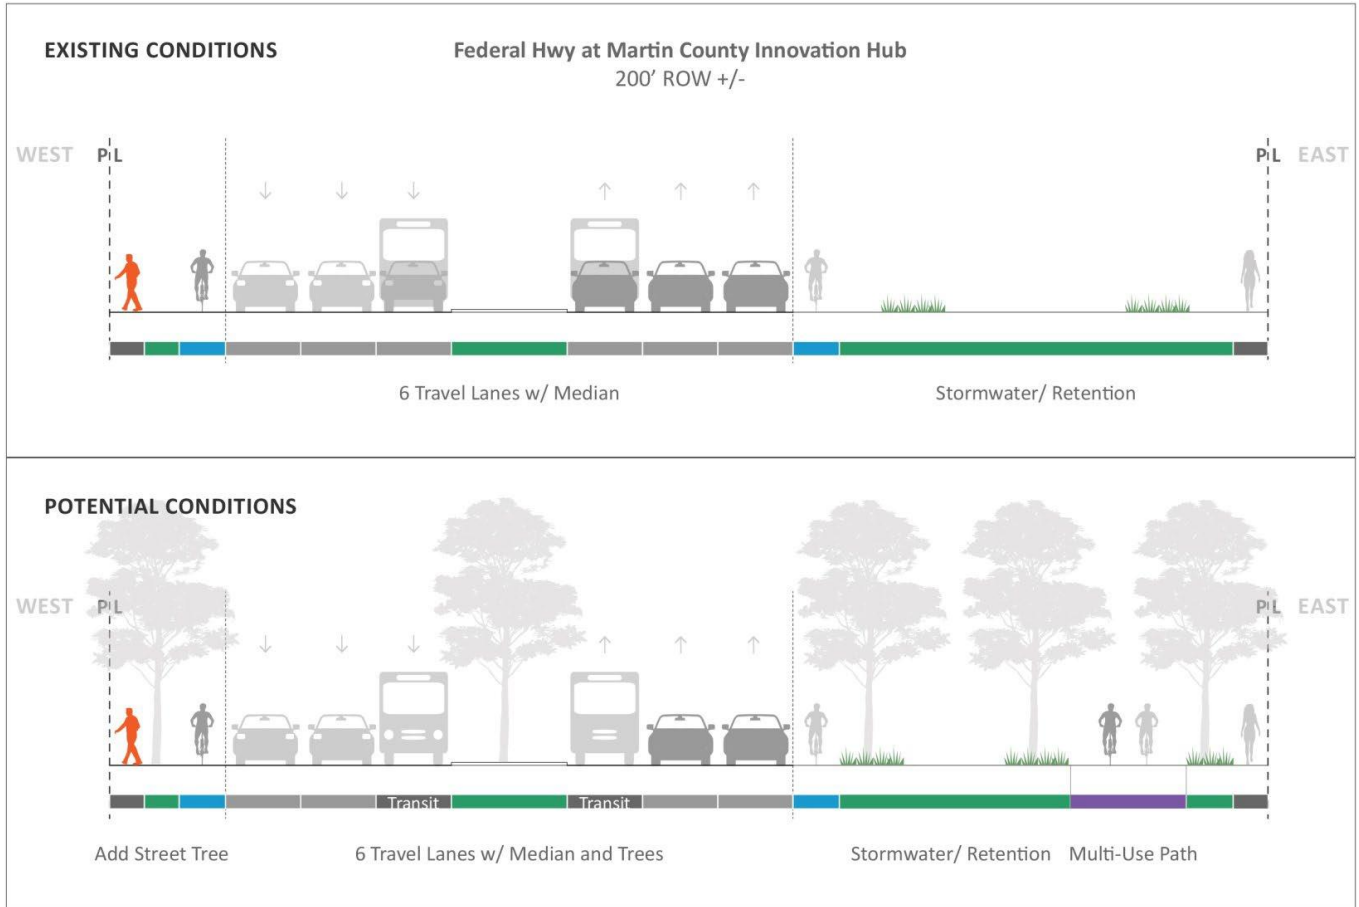 EXISTING CONDITIONS
Federal Hwy at Martin County Innovation Hub
200’ ROW +/-
WEST
PL
PL
EAST
6 Travel Lanes w/ Median
Stormwater/ Retention
POTENTIAL CONDITIONS
WEST
PL
PL
EAST
Transit
Transit
Add Street Tree
6 Travel Lanes w/ Median and Trees
Stormwater/ Retention
Multi-Use Path